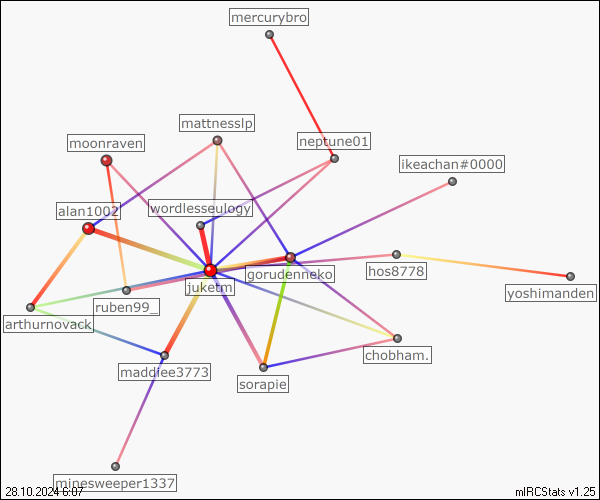 mercurybro
mattnesslp
moonraven
neptune01
ikeachan#0000
alan1002
wordlesseulogy
juketm
gorudenneko
hos8778
yoshimanden
ruben99_
arthurnovack
chobham.
maddiee3773
sorapie
minesweeper1337
28.10.2024 6:07
mIRCStats v1.25